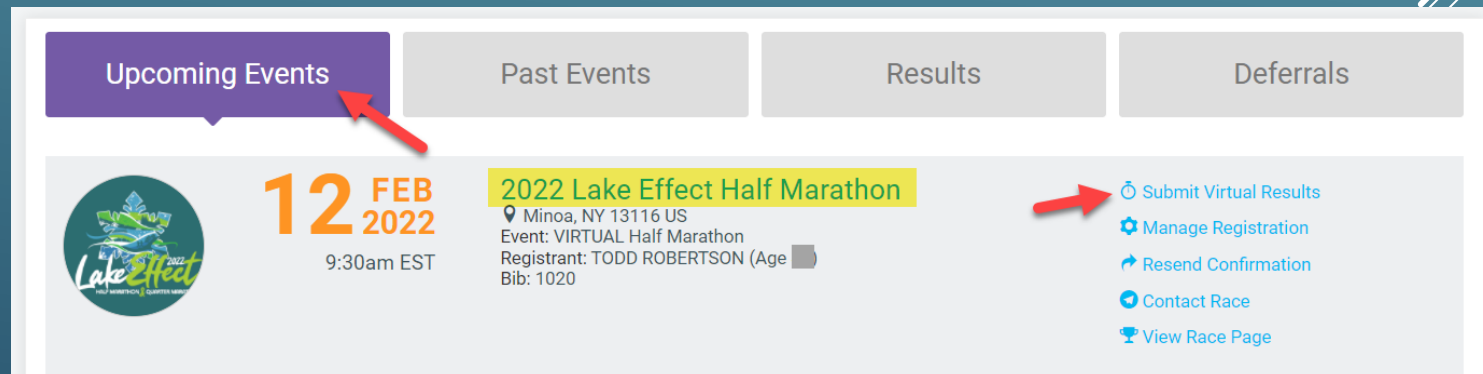 Upcoming Events
Past Events
Results
Deferrals
12 FEB 2022
9:30am EST
2022 Lake Effect Half Marathon
Minoa, NY 13116 US
Event: VIRTUAL Half Marathon
Registrant: TODD ROBERTSON (Age )
Bib: 1020
Submit Virtual Results
Manage Registration
Resend Confirmation
Contact Race
View Race Page
2022
Lake Effect